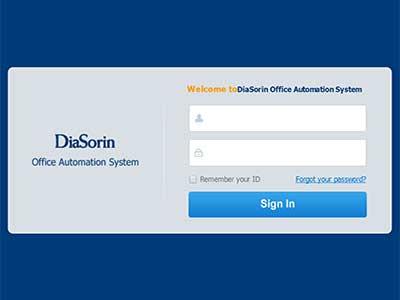 Welcome toDiaSorin Office Automation System
DiaSorin
Office Automation System
Remember your ID
Forgot your password?
Sign In